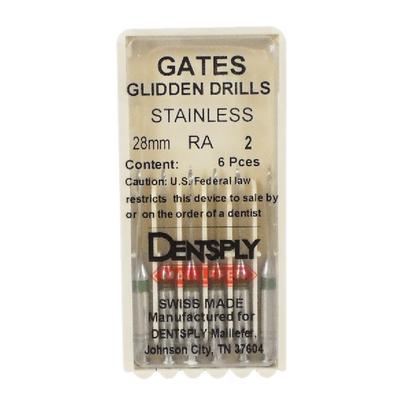 GATES
GLIDDEN DRILLS
STAINLESS
28mm RA 2
Content: 6 Pces
Caution: U.S. Federal law
restricts this device to sale by
or on the order of a dentist
DENTSPLY
MAILLEFER
SWISS MADE
Manufactured for
DENTSPLY Maillefer,
Johnson City, TN 37604